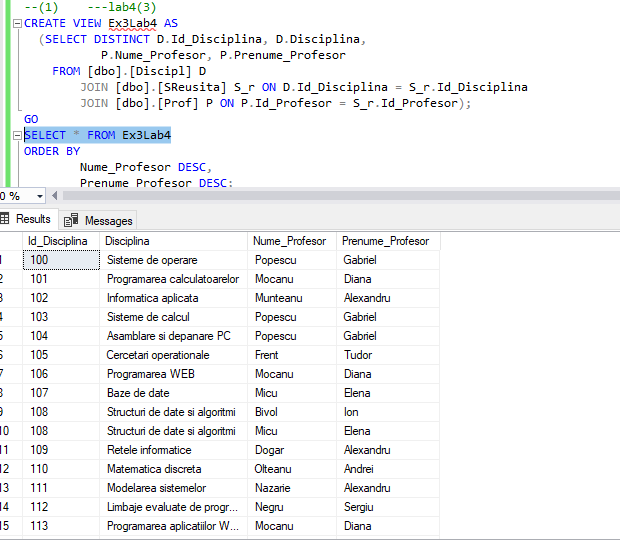 --(1)    ---lab4(3)
CREATE VIEW Ex3Lab4 AS
(SELECT DISTINCT D.Id_Disciplina, D.Disciplina,
P.Nume_Profesor, P.Prenume_Profesor
FROM [dbo].[Discipl] D
JOIN [dbo].[SReusita] S_r ON D.Id_Disciplina = S_r.Id_Disciplina
JOIN [dbo].[Prof] P ON P.Id_Profesor = S_r.Id_Profesor);
GO
SELECT * FROM Ex3Lab4
ORDER BY
Nume_Profesor DESC,
Prenume_Profesor DESC;
0 %
Results Messages
Id_Disciplina Disciplina Nume_Profesor Prenume_Profesor
1 100 Sisteme de operare Popescu Gabriel
2 101 Programarea calculatoarelor Mocanu Diana
3 102 Informatica aplicata Munteanu Alexandru
4 103 Sisteme de calcul Popescu Gabriel
5 104 Asamblare si depanare PC Popescu Gabriel
6 105 Cercetari operationale Frent Tudor
7 106 Programarea WEB Mocanu Diana
8 107 Baze de date Micu Elena
9 108 Structuri de date si algoritmi Bivol Ion
10 108 Structuri de date si algoritmi Micu Elena
11 109 Retele informatice Dogar Alexandru
12 110 Matematica discreta Olteanu Andrei
13 111 Modelarea sistemelor Nazarie Alexandru
14 112 Limbaje evaluate de progr... Negru Sergiu
15 113 Programarea aplicatiilor W... Mocanu Diana